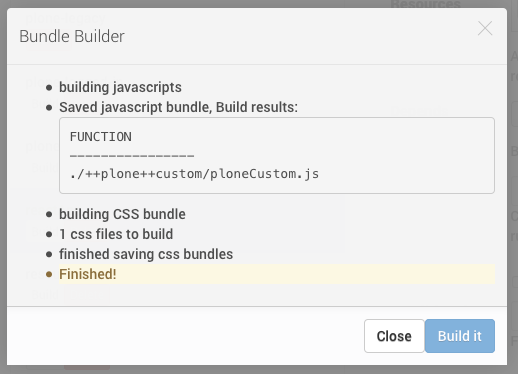 Resources
Bundle Builder
building javascripts
Saved javascript bundle, Build results:
FUNCTION
----------------
./++plone++custom/ploneCustom.js
building CSS bundle
1 css files to build
finished saving css bundles
Finished!
Close
Build it